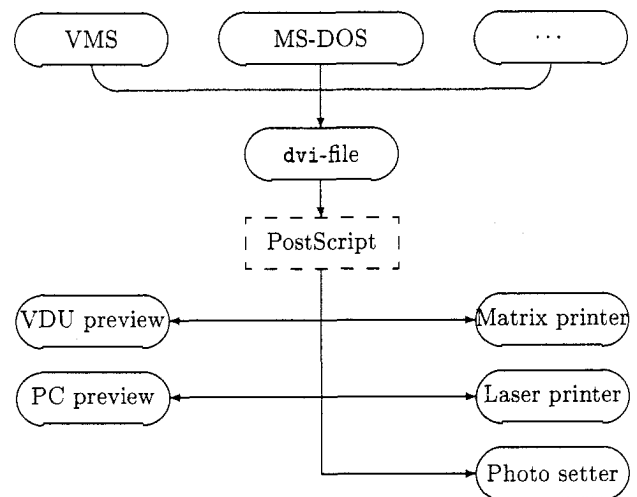 VMS
MS-DOS
···
dvi-file
PostScript
VDU preview
Matrix printer
PC preview
Laser printer
Photo setter